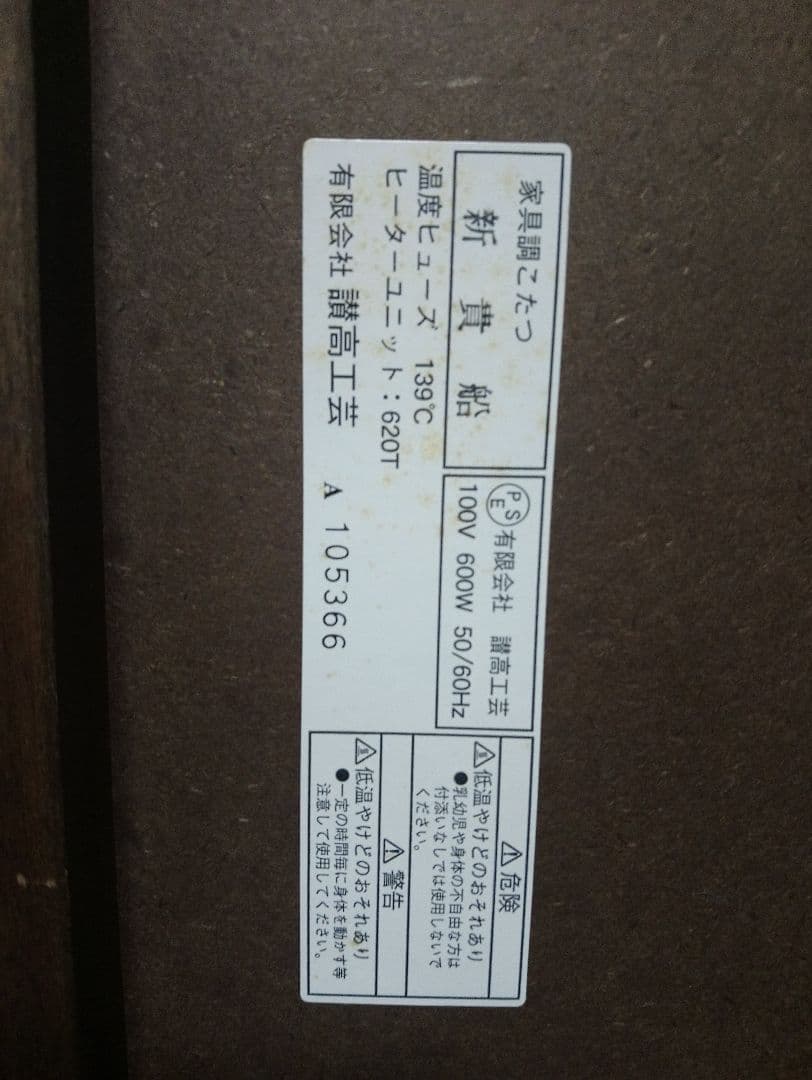 家具調こたつ
新貴船
温度ヒューズ 139℃
ヒーターユニット：620T
有限会社 讃高工芸 A 105366
PSE 有限会社 讃高工芸
100V 600W 50/60Hz
⚠危険
⚠低温やけどのおそれあり
●乳幼児や身体の不自由な方は
付添いなしでは使用しないで
ください。
⚠警告
⚠低温やけどのおそれあり
●一定の時間毎に身体を動かす等
注意して使用してください。